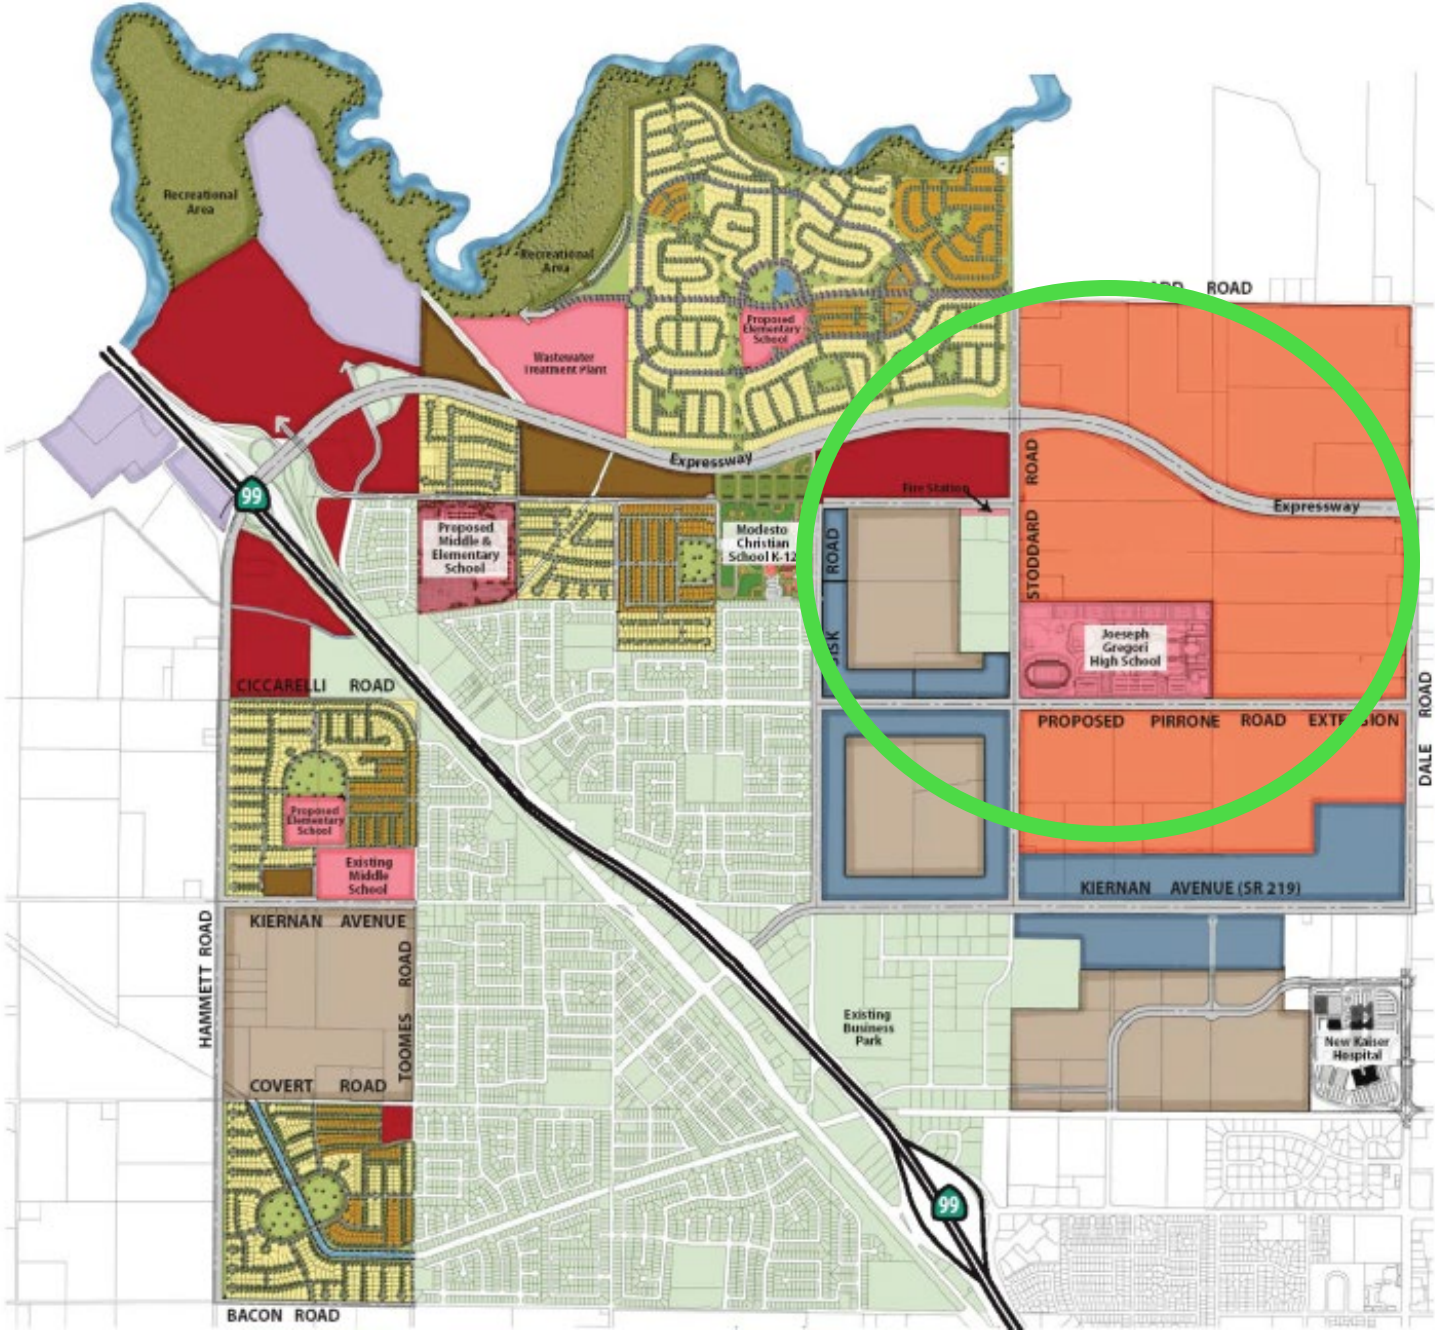 Recreational
Area
Recreational
Area
ROAD
Proposed
Elementary
School
Wastewater
Treatment Plant
Expressway
Fire Station
ROAD
STODDARD
Expressway
99
Proposed
Middle &
Elementary
School
Modesto
Christian
School K-12
ROAD
SISK
Joeseph
Gregori
High School
CICCARELLI ROAD
PROPOSED PIRRONE ROAD EXTENSION
ROAD
DALE
Proposed
Elementary
School
Existing
Middle
School
KIERNAN AVENUE (SR 219)
KIERNAN AVENUE
HAMMETT ROAD
ROAD
TOOMES
Existing
Business
Park
New Kaiser
Hospital
COVERT ROAD
99
BACON ROAD